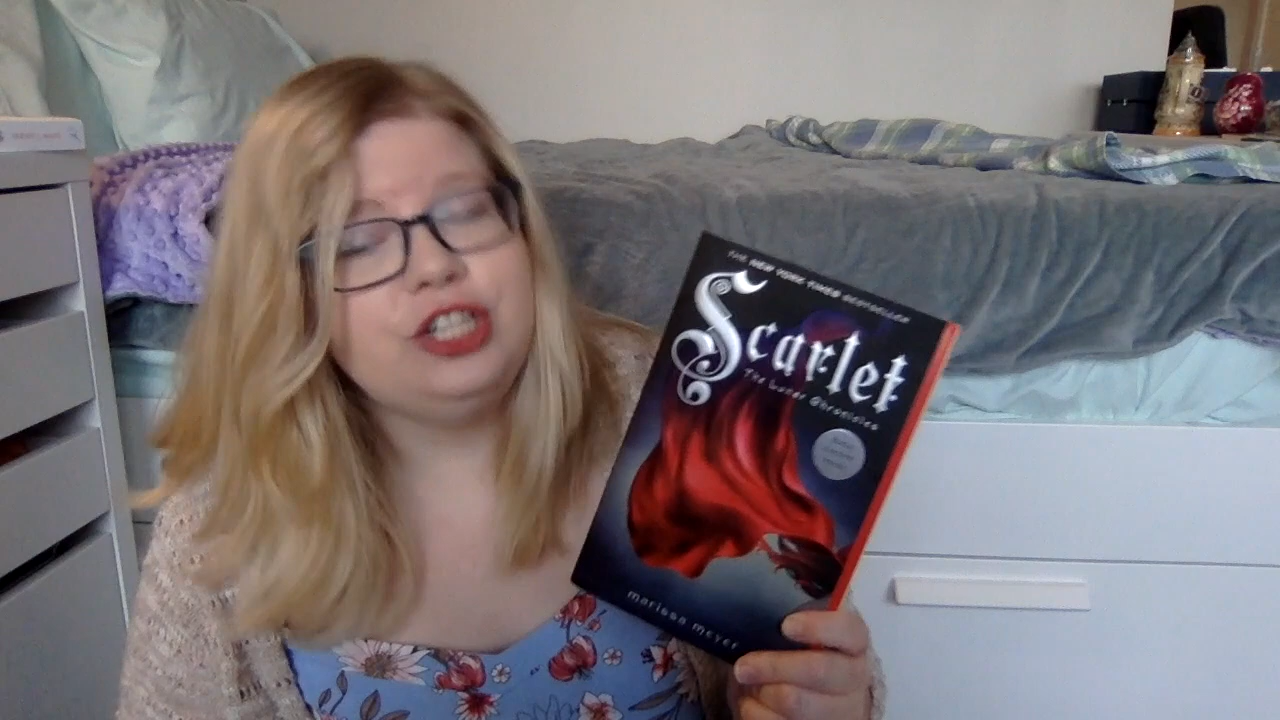 THE NEW YORK TIMES BESTSELLER
Scarlet
The Lunar Chronicles
marissa meyer